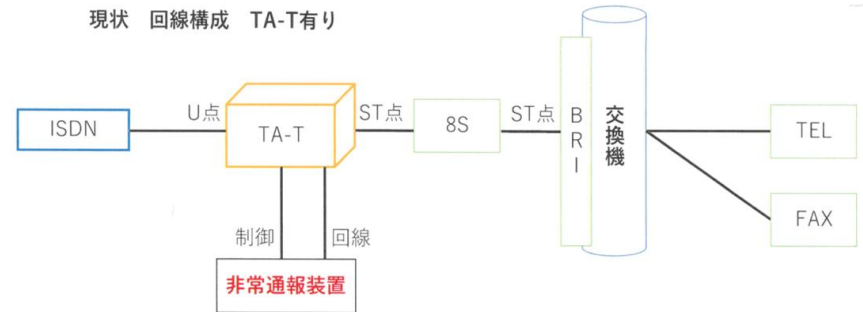 現状 回線構成 TA-T有り
ISDN
U点
TA-T
ST点
8S
ST点
BRI
交換機
TEL
FAX
制御
回線
非常通報装置